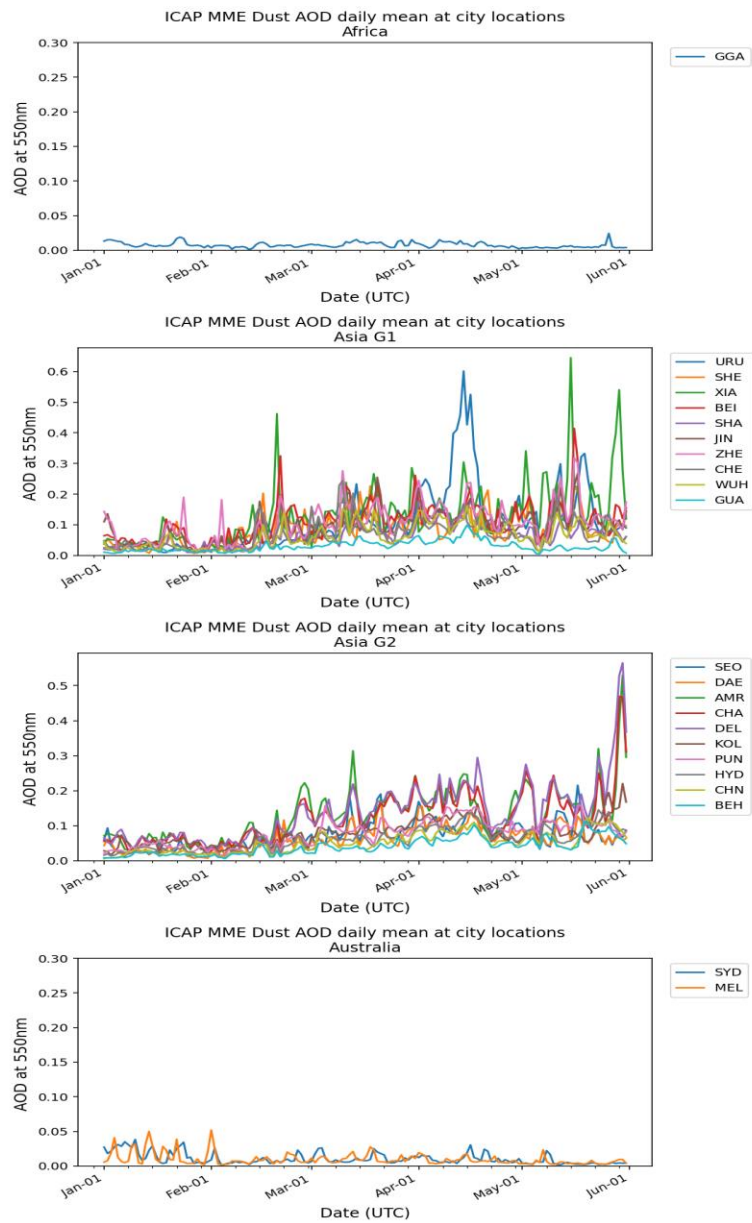 ICAP MME Dust AOD daily mean at city locations
Africa
0.30
0.25
0.20
0.15
0.10
0.05
0.00
AOD at 550nm
GGA
Jan-01
Feb-01
Mar-01
Apr-01
May-01
Jun-01
Date (UTC)
ICAP MME Dust AOD daily mean at city locations
Asia G1
0.6
0.5
0.4
0.3
0.2
0.1
0.0
AOD at 550nm
URU
SHE
XIA
BEI
SHA
JIN
ZHE
CHE
WUH
GUA
Jan-01
Feb-01
Mar-01
Apr-01
May-01
Jun-01
Date (UTC)
ICAP MME Dust AOD daily mean at city locations
Asia G2
0.5
0.4
0.3
0.2
0.1
0.0
AOD at 550nm
SEO
DAE
AMR
CHA
DEL
KOL
PUN
HYD
CHN
BEH
Jan-01
Feb-01
Mar-01
Apr-01
May-01
Jun-01
Date (UTC)
ICAP MME Dust AOD daily mean at city locations
Australia
0.30
0.25
0.20
0.15
0.10
0.05
0.00
AOD at 550nm
SYD
MEL
Jan-01
Feb-01
Mar-01
Apr-01
May-01
Jun-01
Date (UTC)